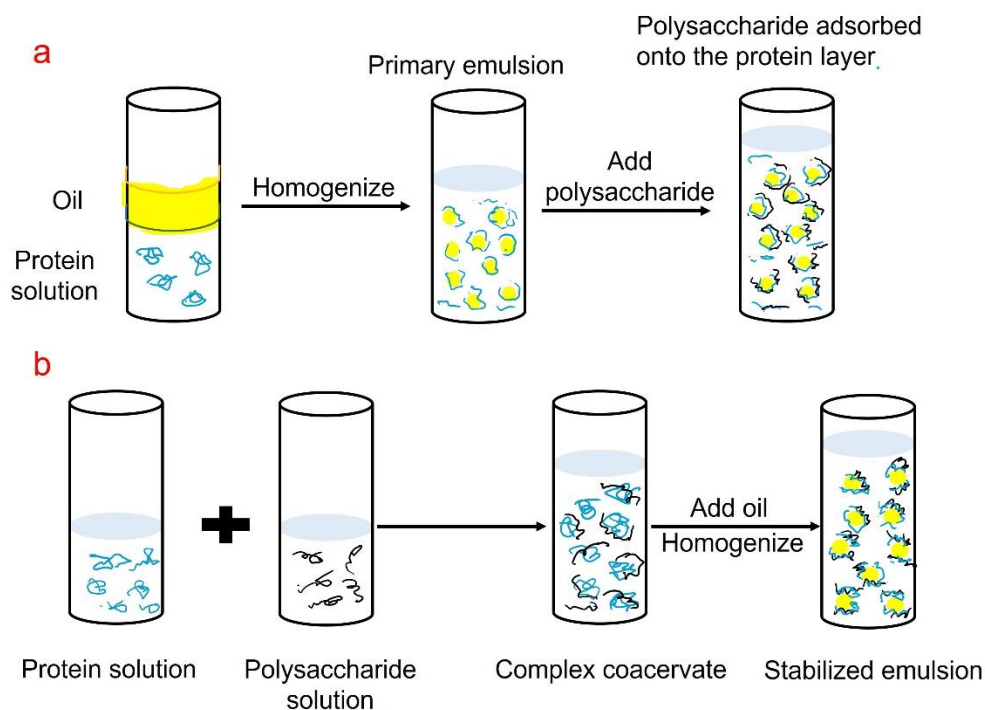 a
Primary emulsion
Polysaccharide adsorbed
onto the protein layer.
Oil
Protein
solution
Homogenize
Add
polysaccharide
b
Add oil
Homogenize
Protein solution
Polysaccharide
solution
Complex coacervate
Stabilized emulsion